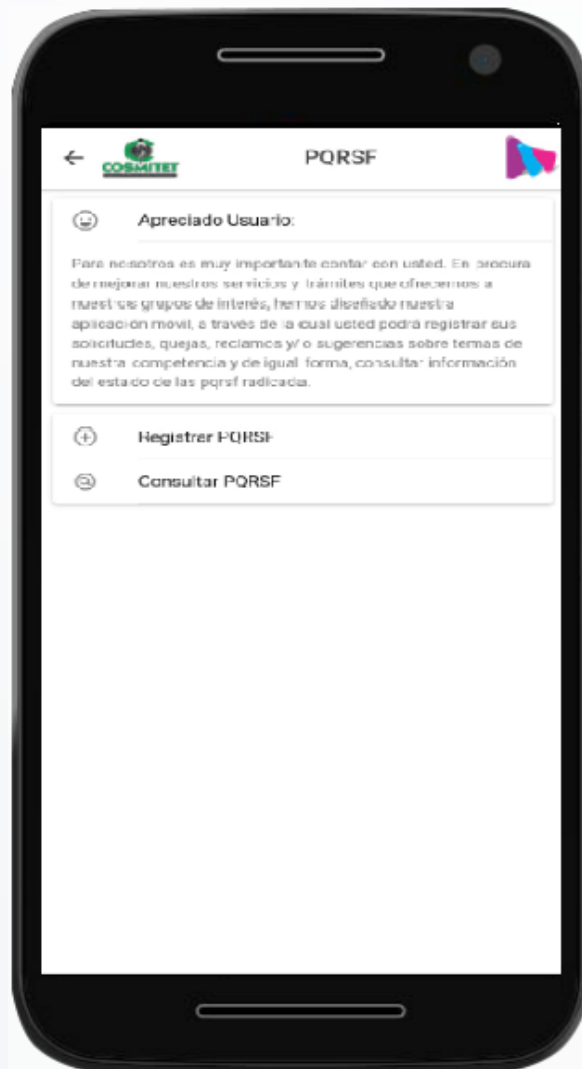 COSMITET
PQRSF
Apreciado Usuario:
Para nosotros es muy importante contar con usted. En procura
de mejorar nuestros servicios y trámites que ofrecemos a
nuestros grupos de interés, hemos diseñado nuestra
aplicación móvil, a través de la cual usted podrá registrar sus
solicitudes, quejas, reclamos y/o sugerencias sobre temas de
nuestra competencia y de igual forma, consultar información
del estado de las pqrsf radicada.
Registrar PQRSF
Consultar PQRSF